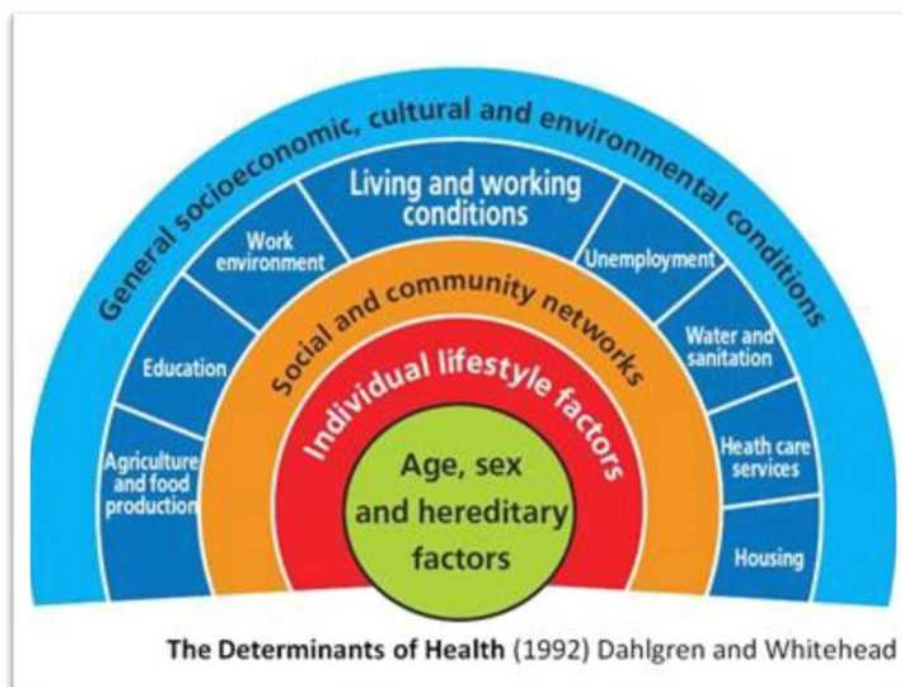 General socioeconomic, cultural and environmental conditions
Living and working
conditions
Work
environment
Unemployment
Education
Water and
sanitation
Agriculture
and food
production
Heath care
services
Housing
Social and community networks
Individual lifestyle factors
Age, sex
and hereditary
factors
The Determinants of Health (1992) Dahlgren and Whitehead